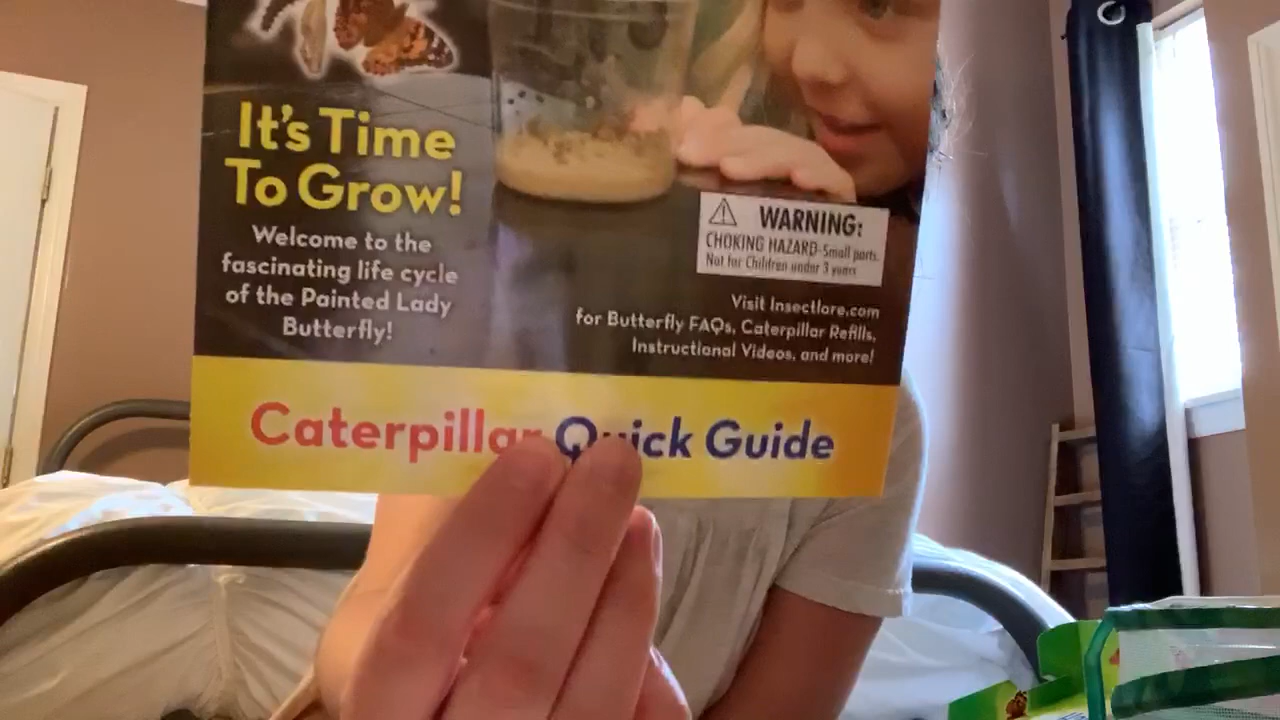 It's Time
To Grow!
Welcome to the
fascinating life cycle
of the Painted Lady
Butterfly!
WARNING:
CHOKING HAZARD-Small parts.
Not for Children under 3 years
Visit Insectlore.com
for Butterfly FAQs, Caterpillar Refills,
Instructional Videos, and more!
Caterpillar Quick Guide